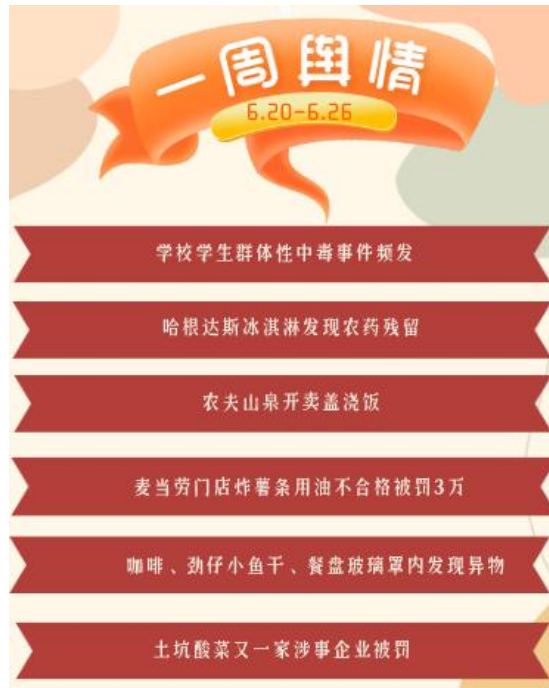 一周舆情
6.20-6.26
学校学生群体性中毒事件频发
哈根达斯冰淇淋发现农药残留
农夫山泉开卖盖浇饭
麦当劳门店炸薯条用油不合格被罚3万
咖啡、劲仔小鱼干、餐盘玻璃罩内发现异物
土坑酸菜又一家涉事企业被罚